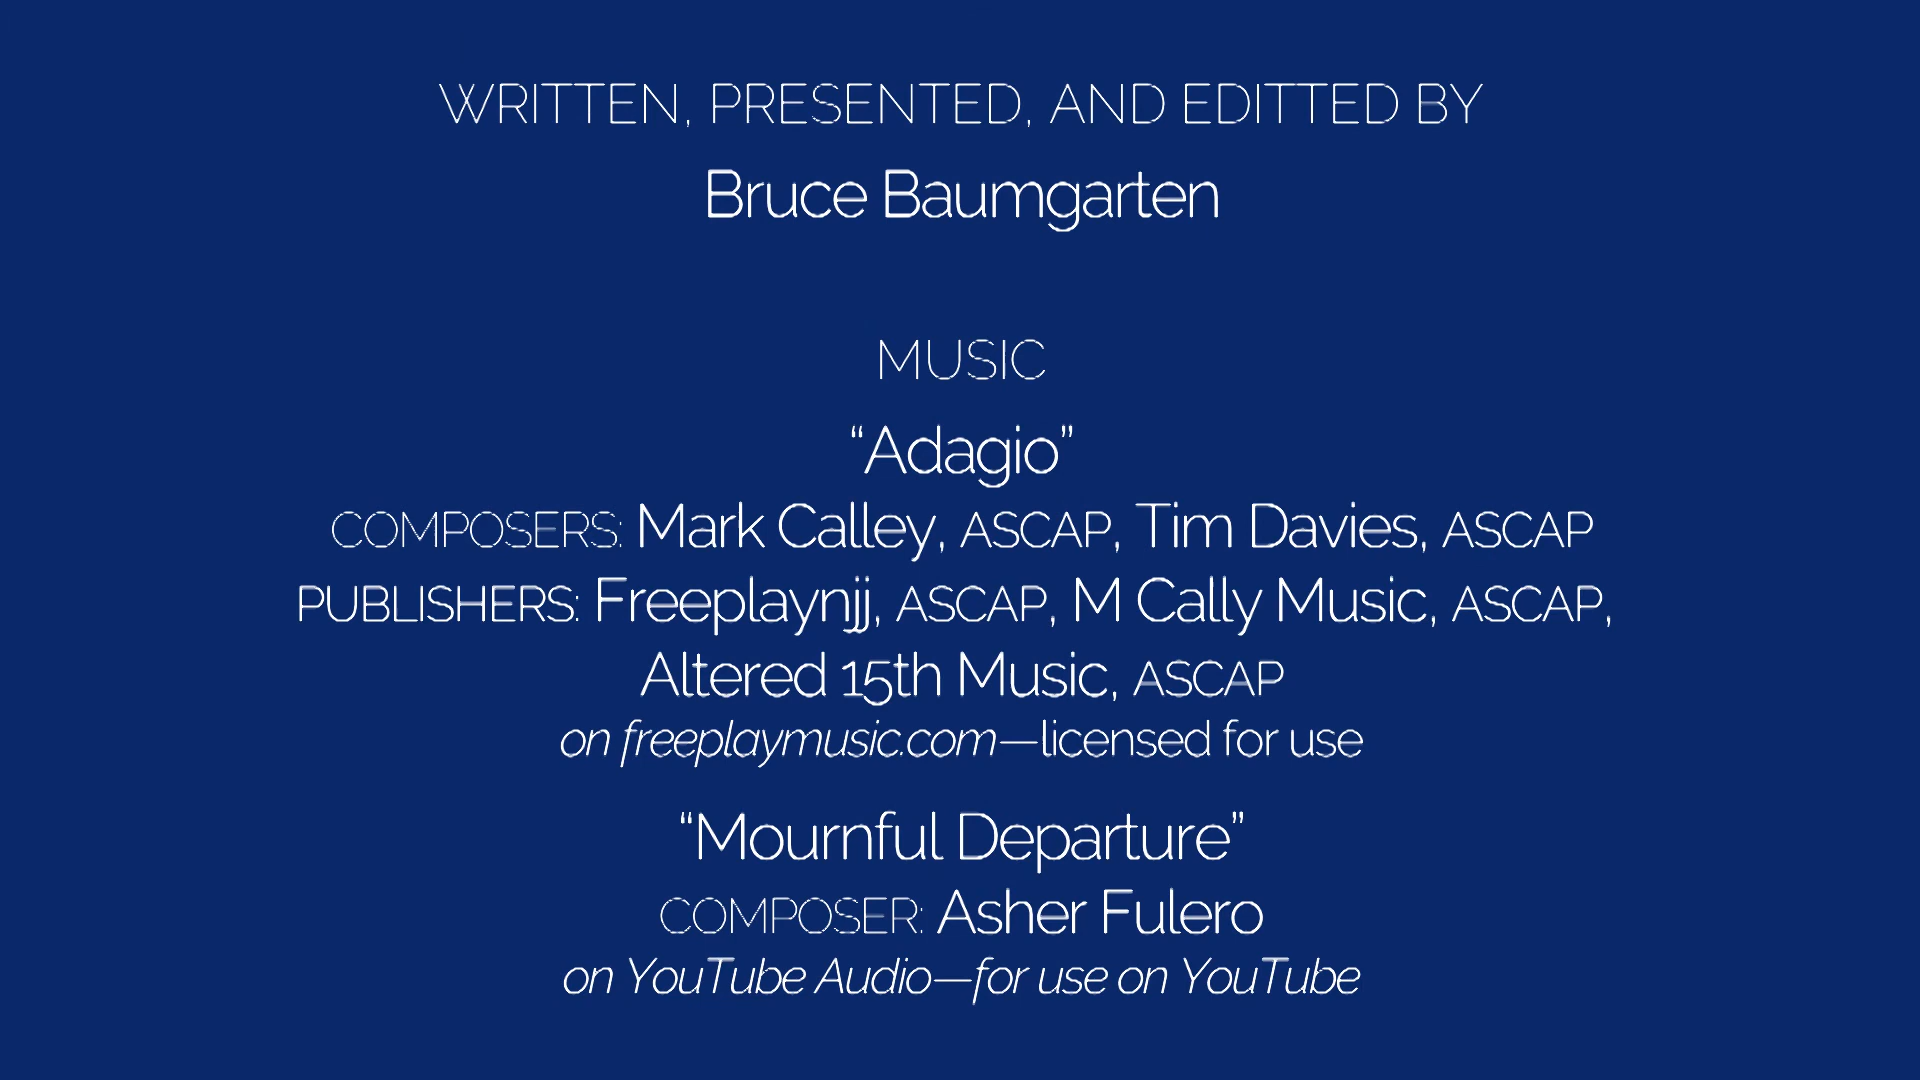 WRITTEN, PRESENTED, AND EDITTED BY
Bruce Baumgarten
MUSIC
“Adagio”
COMPOSERS: Mark Calley, ASCAP, Tim Davies, ASCAP
PUBLISHERS: Freeplaynjj, ASCAP, M Cally Music, ASCAP,
Altered 15th Music, ASCAP
on freeplaymusic.com—licensed for use
“Mournful Departure”
COMPOSER: Asher Fulero
on YouTube Audio—for use on YouTube